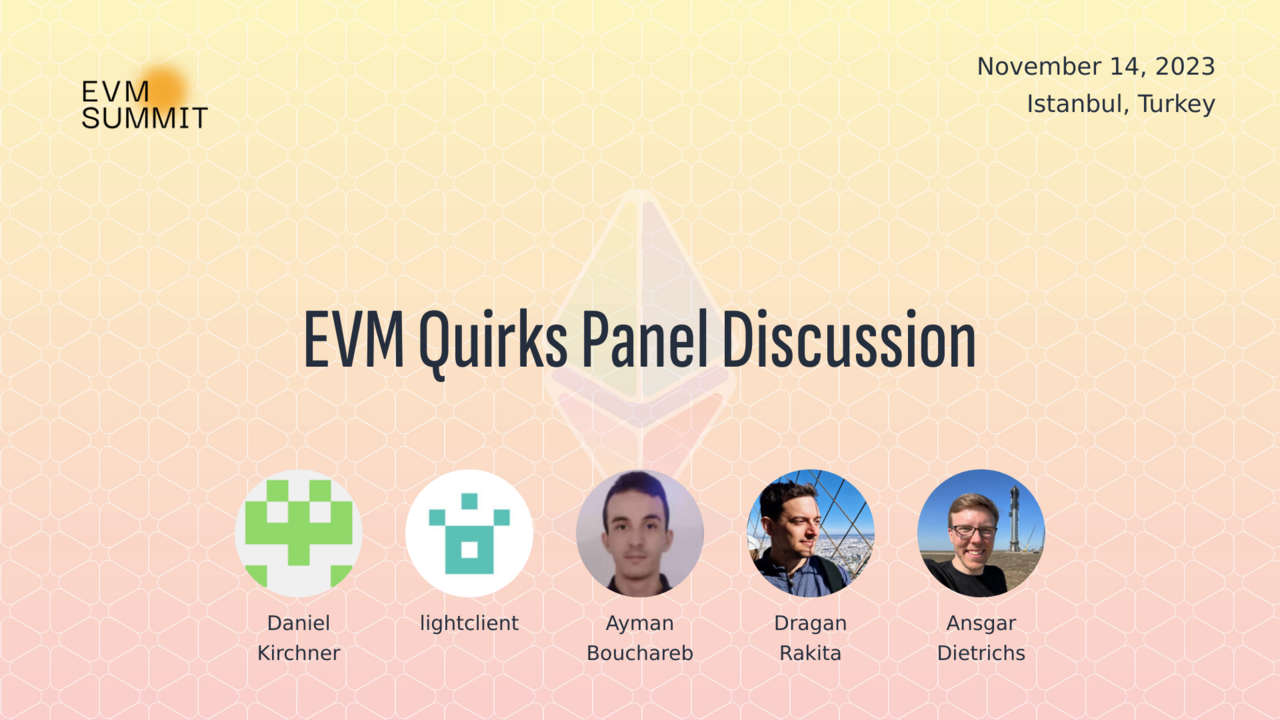 EVM
SUMMIT
November 14, 2023
Istanbul, Turkey
EVM Quirks Panel Discussion
Daniel
Kirchner
lightclient
Ayman
Bouchareb
Dragan
Rakita
Ansgar
Dietrichs